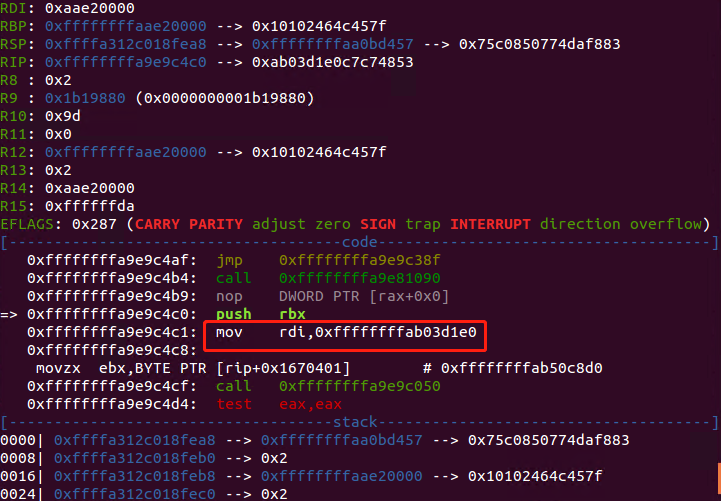 RDI: 0xaae20000
RBP: 0xffffffffaae20000 --> 0x10102464c457f
RSP: 0xffffa312c018fea8 --> 0xffffffffaa0bd457 --> 0x75c0850774daf883
RIP: 0xffffffffa9e9c4c0 --> 0xab03d1e0c7c74853
R8 : 0x2
R9 : 0x1b19880 (0x0000000001b19880)
R10: 0x9d
R11: 0x0
R12: 0xffffffffaae20000 --> 0x10102464c457f
R13: 0x2
R14: 0xaae20000
R15: 0xffffffda
EFLAGS: 0x287 (CARRY PARITY adjust zero SIGN trap INTERRUPT direction overflow)
[-------------------------------------code-------------------------------------]
0xffffffffa9e9c4af: jmp 0xffffffffa9e9c38f
0xffffffffa9e9c4b4: call 0xffffffffa9e81090
0xffffffffa9e9c4b9: nop DWORD PTR [rax+0x0]
=> 0xffffffffa9e9c4c0: push rbx
0xffffffffa9e9c4c1: mov rdi,0xffffffffab03d1e0
0xffffffffa9e9c4c8:
movzx ebx,BYTE PTR [rip+0x1670401] # 0xffffffffab50c8d0
0xffffffffa9e9c4cf: call 0xffffffffa9e9c050
0xffffffffa9e9c4d4: test eax,eax
[------------------------------------stack-------------------------------------]
0000| 0xffffa312c018fea8 --> 0xffffffffaa0bd457 --> 0x75c0850774daf883
0008| 0xffffa312c018feb0 --> 0x2
0016| 0xffffa312c018feb8 --> 0xffffffffaae20000 --> 0x10102464c457f
0024| 0xffffa312c018fec0 --> 0x2